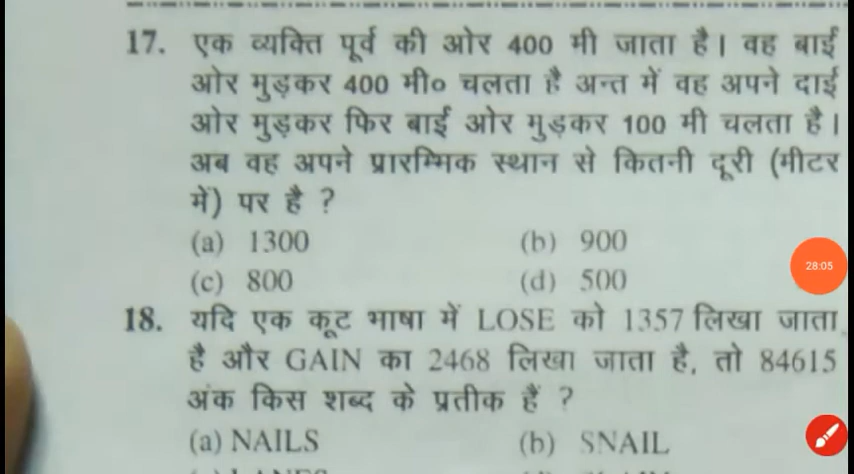 17. एक व्यक्ति पूर्व की ओर 400 मी जाता है। वह बाईं
ओर मुड़कर 400 मी० चलता है अन्त में वह अपने दाईं
ओर मुड़कर फिर बाईं ओर मुड़कर 100 मी चलता है।
अब वह अपने प्रारम्भिक स्थान से कितनी दूरी (मीटर
में) पर है ?
(a) 1300 (b) 900
(c) 800 (d) 500
28:05
18. यदि एक कूट भाषा में LOSE को 1357 लिखा जाता
है और GAIN का 2468 लिखा जाता है, तो 84615
अंक किस शब्द के प्रतीक हैं ?
(a) NAILS (b) SNAIL